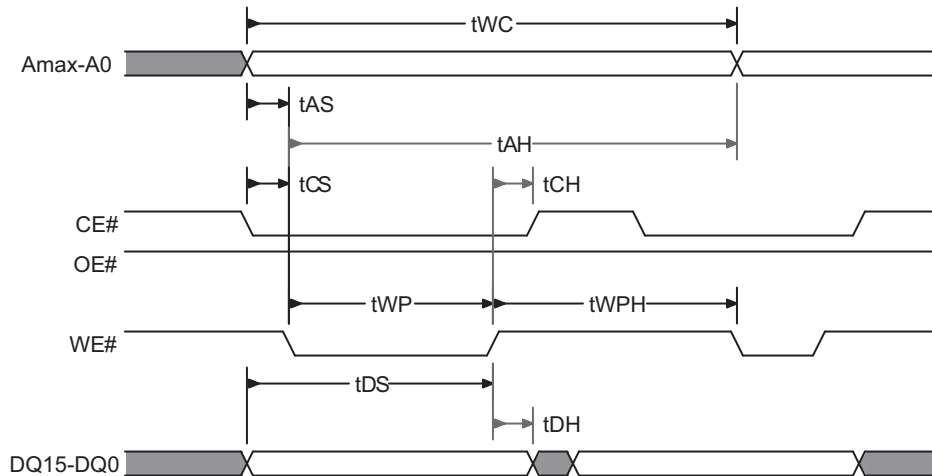 tWC
Amax-A0
tAS
tAH
tCS
tCH
CE#
OE#
tWP
tWPH
WE#
tDS
tDH
DQ15-DQ0